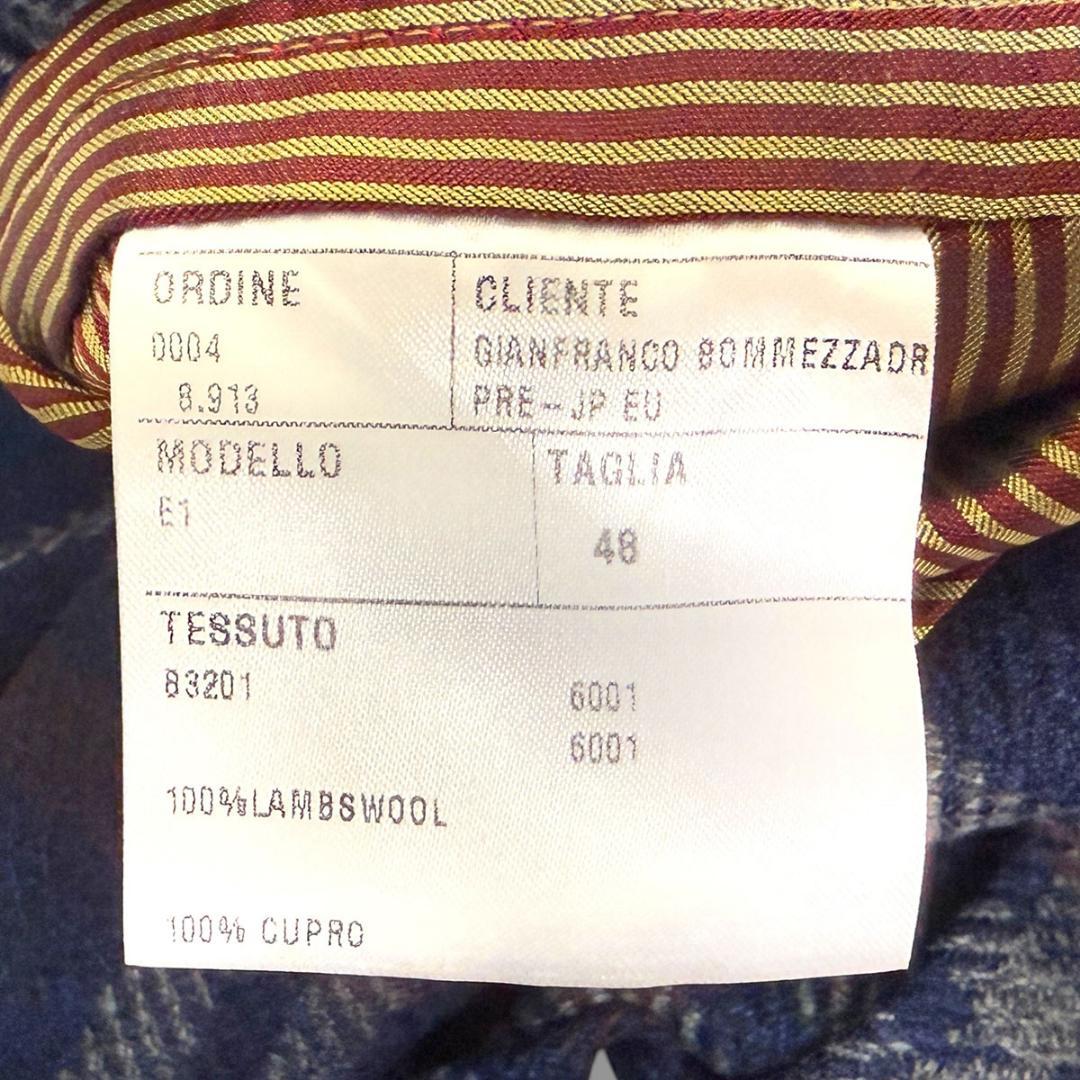 ORDINE
0004
8.913
CLIENTE
GIANFRANCO BOMMEZZADR
PRE-JP EU
MODELLO
E1
TAGLIA
48
TESSUTO
83201 6001
6001
100%LAMBSWOOL
100% CUPRO